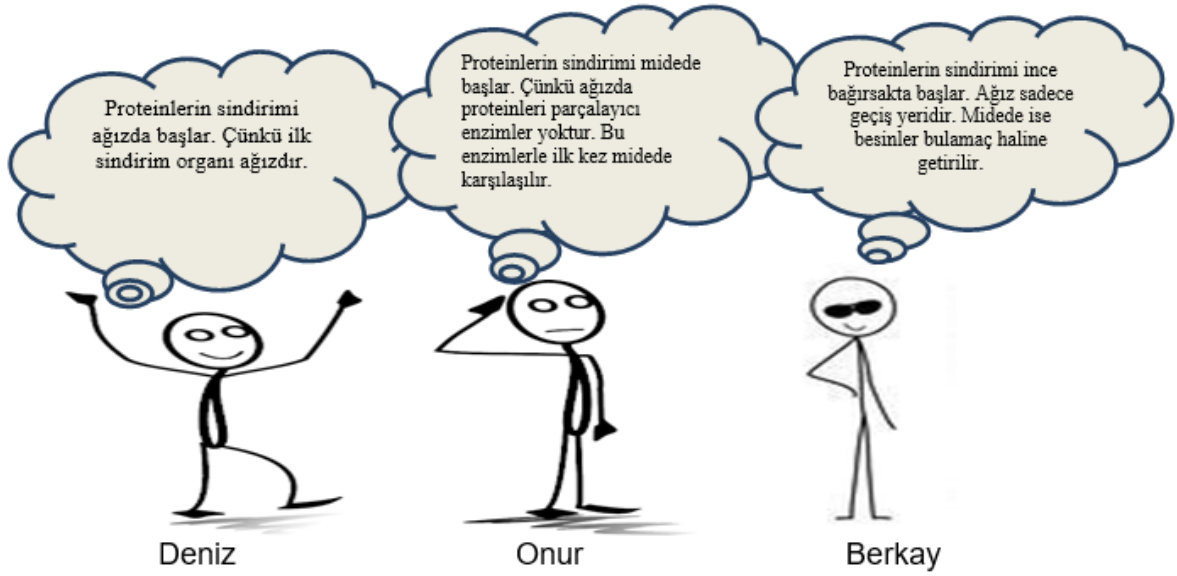 Proteinlerin sindirimi
ağızda başlar. Çünkü ilk
sindirim organı ağızdır.
Proteinlerin sindirimi midede
başlar. Çünkü ağızda
proteinleri parçalayıcı
enzimler yoktur. Bu
enzimlerle ilk kez midede
karşılaşılır.
Proteinlerin sindirimi ince
bağırsakta başlar. Ağız sadece
geçiş yeridir. Midede ise
besinler bulamaç haline
getirilir.
Deniz
Onur
Berkay